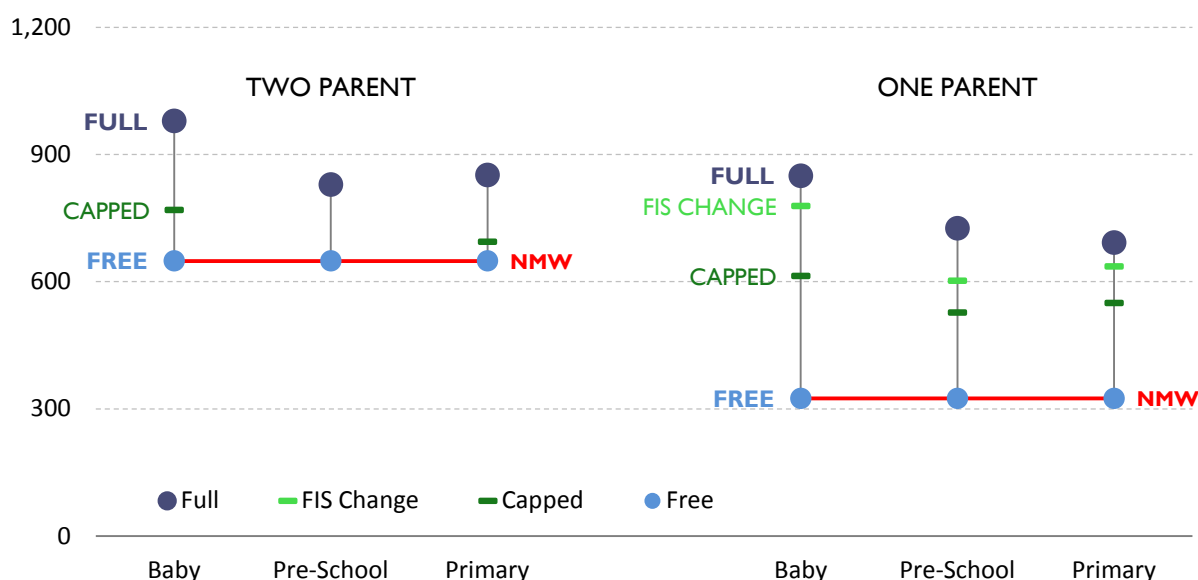 1,200
TWO PARENT
ONE PARENT
FULL
FULL
900
CAPPED
FIS CHANGE
FREE
NMW
CAPPED
600
FREE
NMW
300
Full
FIS Change
Capped
Free
0
Baby
Pre-School
Primary
Baby
Pre-School
Primary